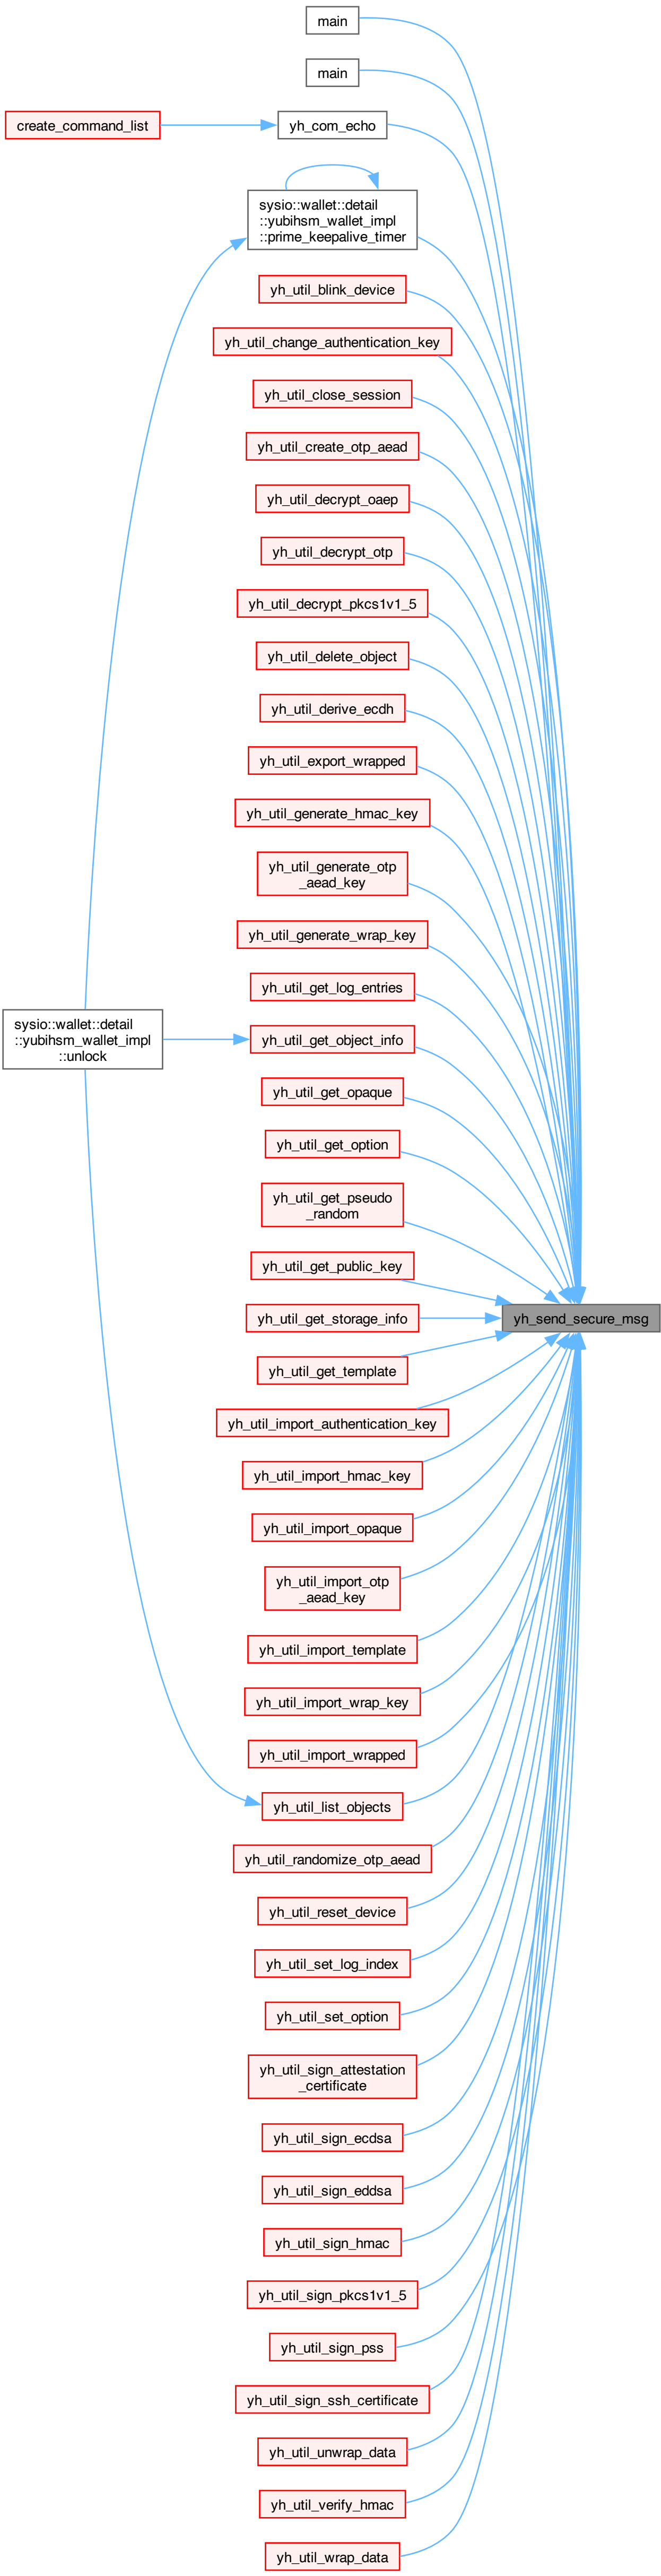 main
main
create_command_list
yh_com_echo
sysio::wallet::detail
::yubihsm_wallet_impl
::prime_keepalive_timer
yh_util_blink_device
yh_util_change_authentication_key
yh_util_close_session
yh_util_create_otp_aead
yh_util_decrypt_oaep
yh_util_decrypt_otp
yh_util_decrypt_pkcs1v1_5
yh_util_delete_object
yh_util_derive_ecdh
yh_util_export_wrapped
yh_util_generate_hmac_key
yh_util_generate_otp
_aead_key
yh_util_generate_wrap_key
yh_util_get_log_entries
sysio::wallet::detail
::yubihsm_wallet_impl
::unlock
yh_util_get_object_info
yh_util_get_opaque
yh_util_get_option
yh_util_get_pseudo
_random
yh_util_get_public_key
yh_util_get_storage_info
yh_send_secure_msg
yh_util_get_template
yh_util_import_authentication_key
yh_util_import_hmac_key
yh_util_import_opaque
yh_util_import_otp
_aead_key
yh_util_import_template
yh_util_import_wrap_key
yh_util_import_wrapped
yh_util_list_objects
yh_util_randomize_otp_aead
yh_util_reset_device
yh_util_set_log_index
yh_util_set_option
yh_util_sign_attestation
_certificate
yh_util_sign_ecdsa
yh_util_sign_eddsa
yh_util_sign_hmac
yh_util_sign_pkcs1v1_5
yh_util_sign_pss
yh_util_sign_ssh_certificate
yh_util_unwrap_data
yh_util_verify_hmac
yh_util_wrap_data